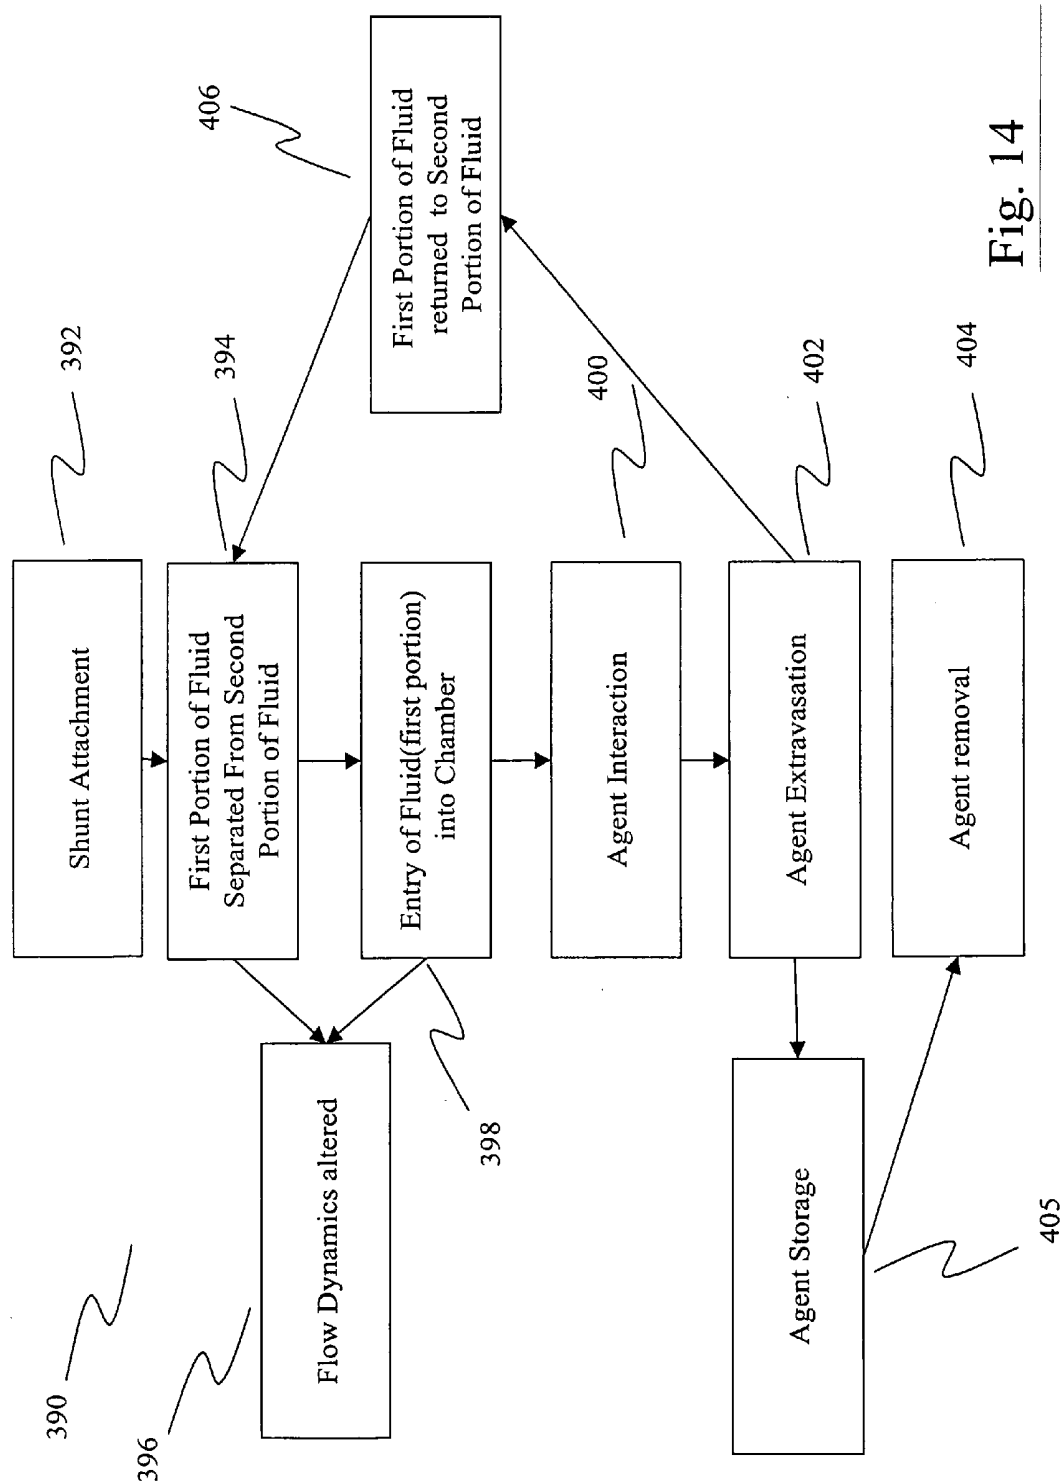 390
396
Flow Dynamics altered
398
Agent Storage
405
Shunt Attachment
392
First Portion of Fluid
Separated From Second
Portion of Fluid
394
Entry of Fluid(first portion)
into Chamber
Agent Interaction
400
Agent Extravasation
402
Agent removal
404
406
First Portion of Fluid
returned to Second
Portion of Fluid
Fig. 14